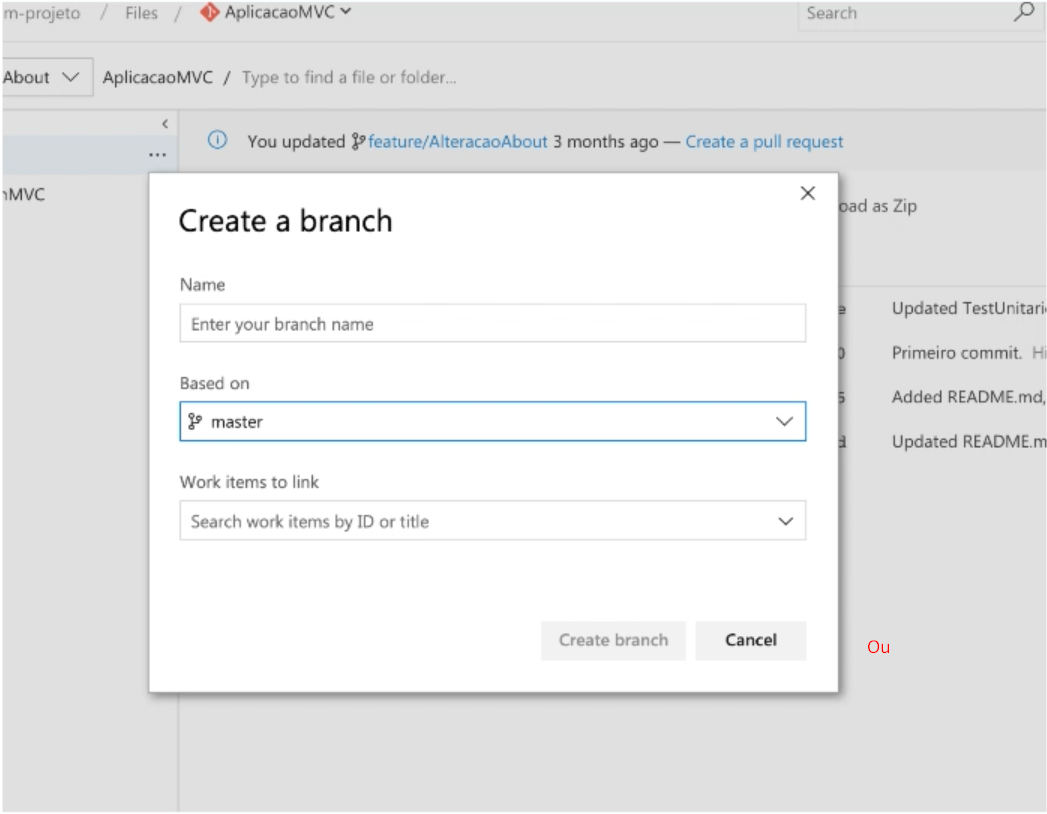 m-projeto / Files / AplicacaoMVC Search
About AplicacaoMVC / Type to find a file or folder...
You updated feature/AlteracaoAbout 3 months ago — Create a pull request
nMVC
oad as Zip
Create a branch
Name
Enter your branch name
Based on
master
Work items to link
Search work items by ID or title
Create branch Cancel
Updated TestUnitari
Primeiro commit. Hi
Added README.md,
Updated README.m
Ou